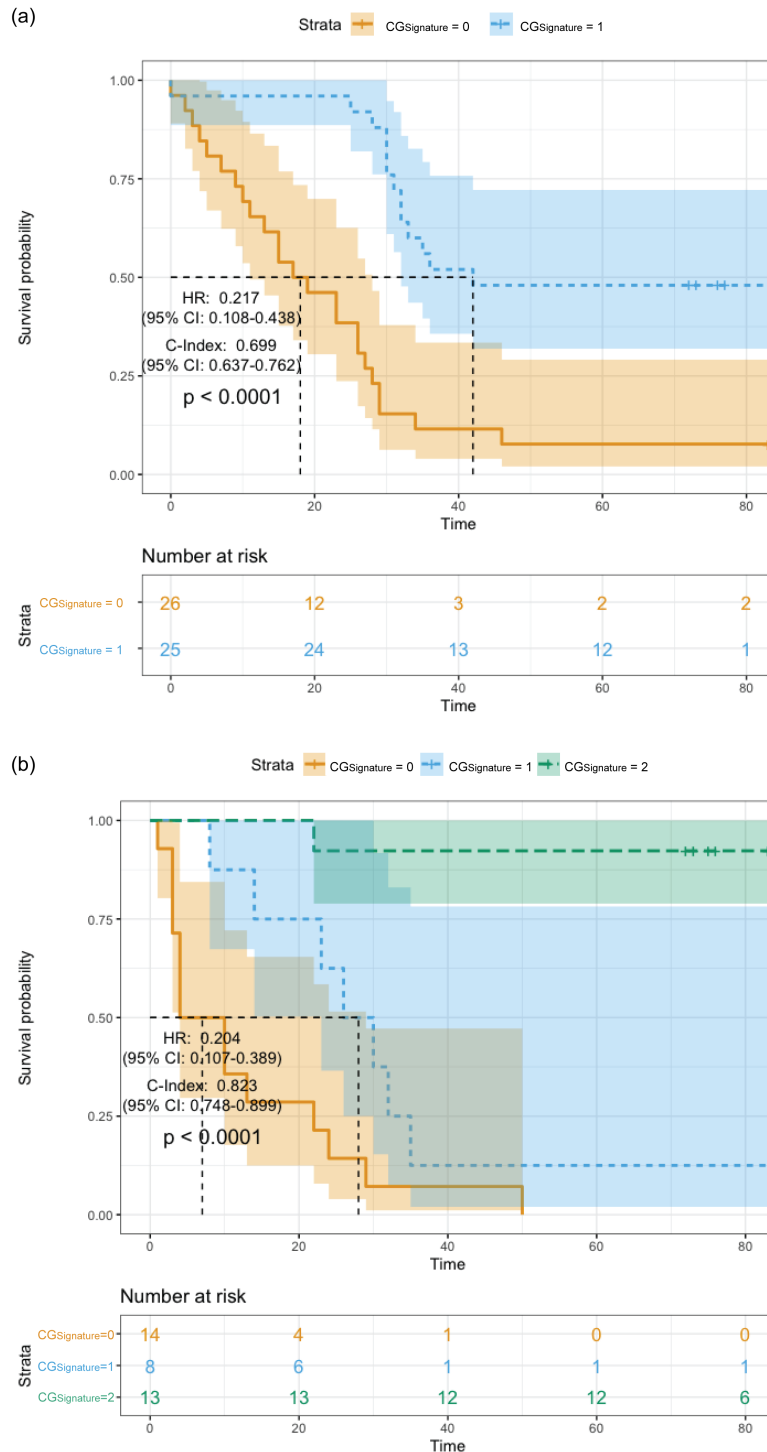 (a)
Strata CGSignature = 0 CGSignature = 1
1.00
0.75
0.50
0.25
0.00
Survival probability
HR: 0.217
(95% CI: 0.108-0.438)
C-Index: 0.699
(95% CI: 0.637-0.762)
p < 0.0001
0 20 40 60 80
Time
Number at risk
Strata
CGSignature = 0 26 12 3 2 2
CGSignature = 1 25 24 13 12 1
0 20 40 60 80
Time
(b)
Strata CGSignature = 0 CGSignature = 1 CGSignature = 2
1.00
0.75
0.50
0.25
0.00
Survival probability
HR: 0.204
(95% CI: 0.107-0.389)
C-Index: 0.823
(95% CI: 0.748-0.899)
p < 0.0001
0 20 40 60 80
Time
Number at risk
Strata
CGSignature=0 14 4 1 0 0
CGSignature=1 8 6 1 1 1
CGSignature=2 13 13 12 12 6
0 20 40 60 80
Time